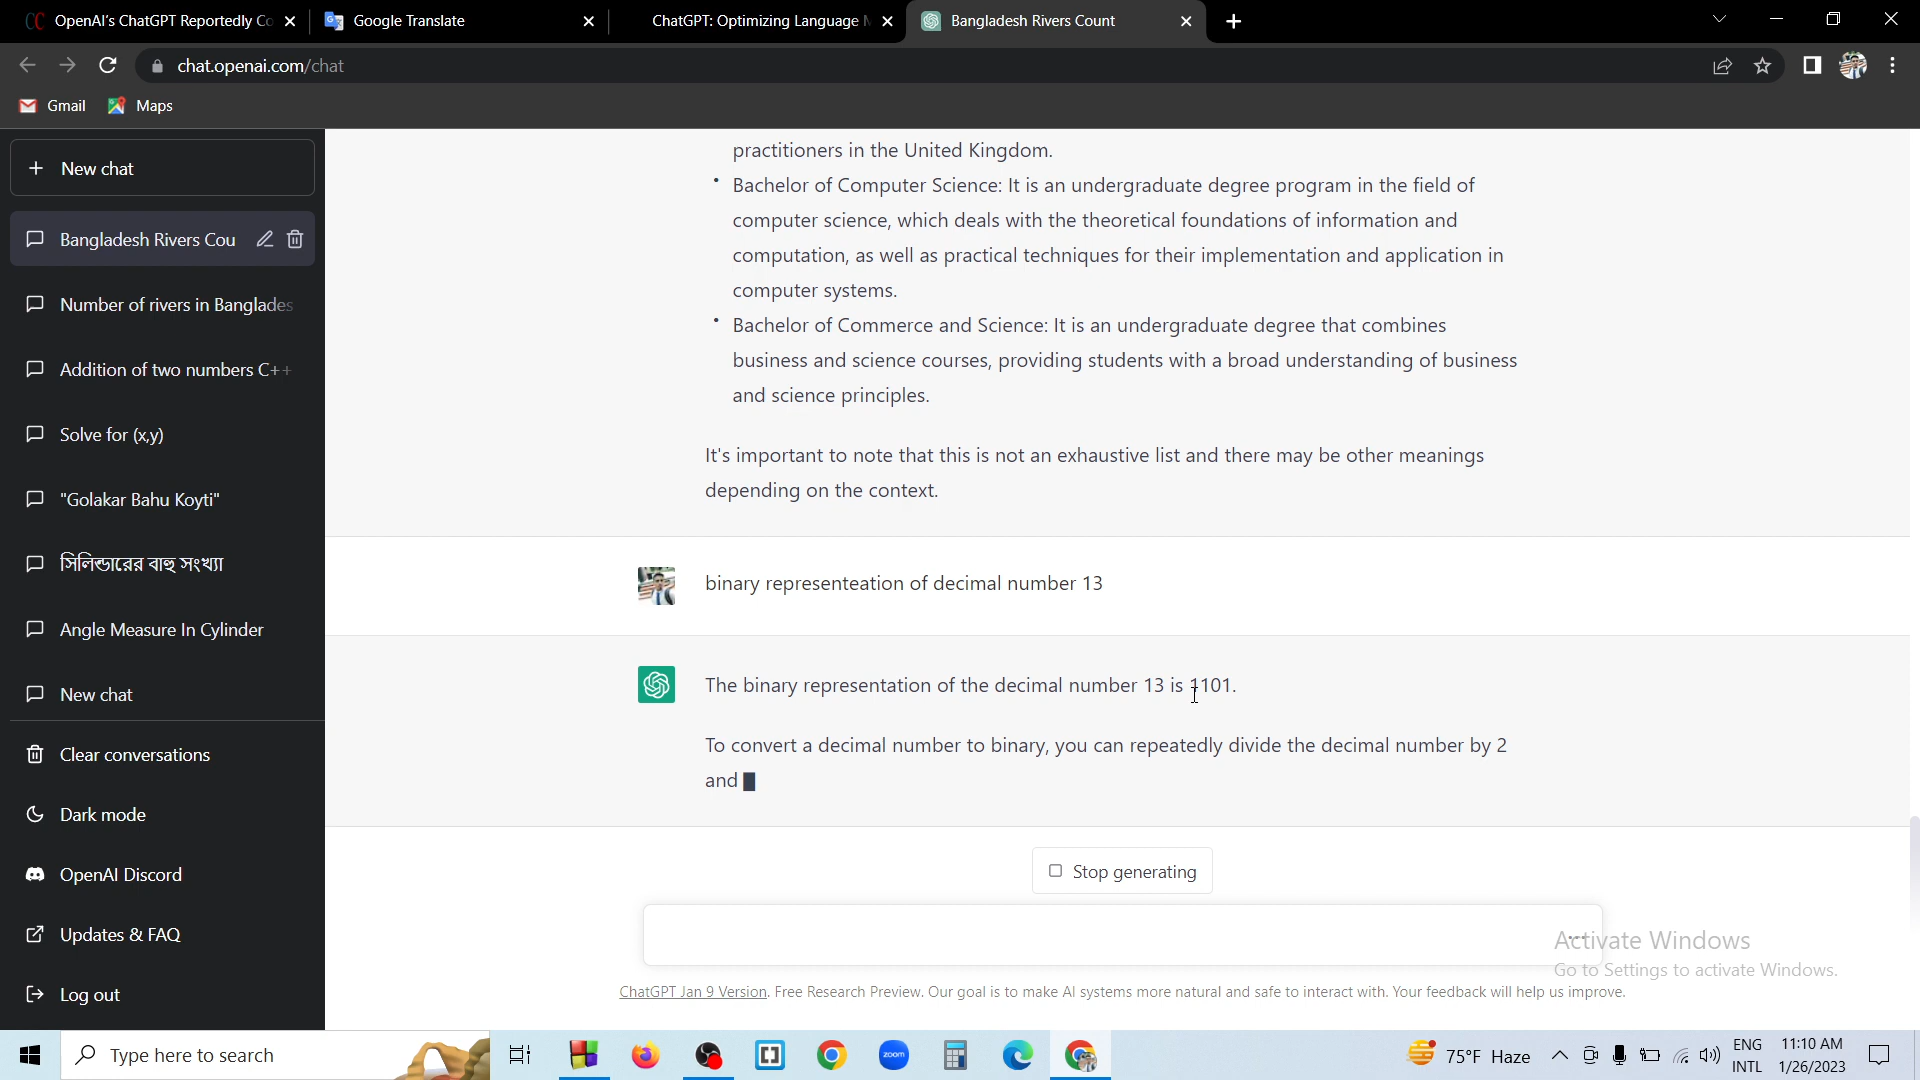 OpenAI's ChatGPT Reportedly Co
Google Translate
ChatGPT: Optimizing Language M
Bangladesh Rivers Count
chat.openai.com/chat
Gmail
Maps
New chat
Bangladesh Rivers Cou
Number of rivers in Banglades
Addition of two numbers C++
Solve for (x,y)
"Golakar Bahu Koyti"
সিলিন্ডারের বাহু সংখ্যা
Angle Measure In Cylinder
New chat
Clear conversations
Dark mode
OpenAI Discord
Updates & FAQ
Log out
practitioners in the United Kingdom.
• Bachelor of Computer Science: It is an undergraduate degree program in the field of
computer science, which deals with the theoretical foundations of information and
computation, as well as practical techniques for their implementation and application in
computer systems.
• Bachelor of Commerce and Science: It is an undergraduate degree that combines
business and science courses, providing students with a broad understanding of business
and science principles.
It's important to note that this is not an exhaustive list and there may be other meanings
depending on the context.
binary representeation of decimal number 13
The binary representation of the decimal number 13 is 1101.
To convert a decimal number to binary, you can repeatedly divide the decimal number by 2
and
Stop generating
Activate Windows
Go to Settings to activate Windows.
ChatGPT Jan 9 Version. Free Research Preview. Our goal is to make AI systems more natural and safe to interact with. Your feedback will help us improve.
Type here to search
zoom
75°F Haze
ENG
INTL
11:10 AM
1/26/2023